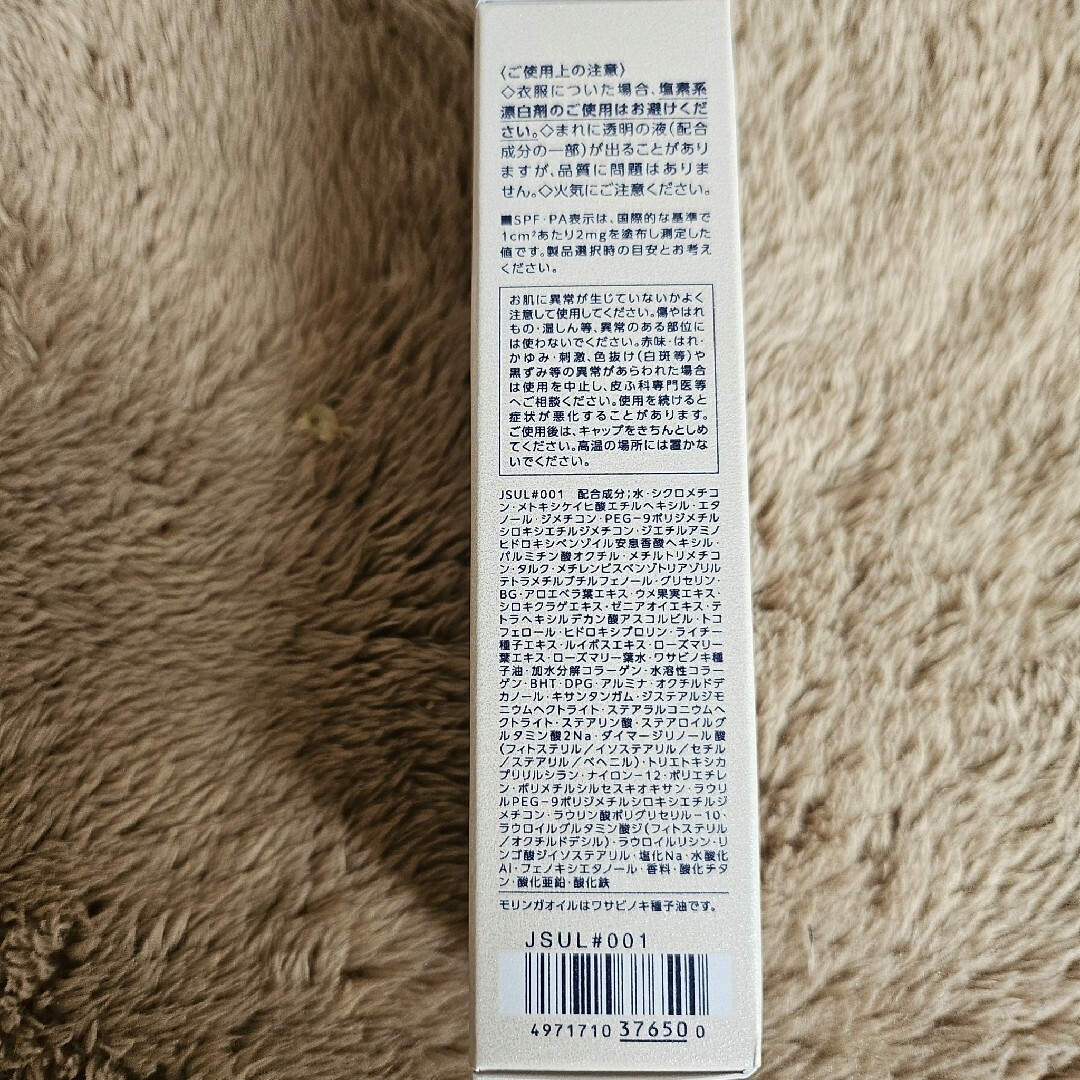 〈ご使用上の注意〉
◇衣服についた場合、塩素系
漂白剤のご使用はお避けくだ
さい。◇まれに透明の液(配合
成分の一部)が出ることがあり
ますが、品質に問題はありま
せん。◇火気にご注意ください。
■SPF・PA表示は、国際的な基準で
1cm²あたり2mgを塗布し測定した
値です。製品選択時の目安とお考え
ください。
お肌に異常が生じていないかよく
注意して使用してください。傷やはれ
もの・湿しん等、異常のある部位に
は使わないでください。赤味・はれ・
かゆみ・刺激、色抜け(白斑等)や
黒ずみ等の異常があらわれた場合
は使用を中止し、皮ふ科専門医等
へご相談ください。使用を続けると
症状が悪化することがあります。
ご使用後は、キャップをきちんとしめ
てください。高温の場所には置かな
いでください。
JSUL#001 配合成分;水・シクロメチコ
ン・メトキシケイヒ酸エチルヘキシル・エタ
ノール・ジメチコン・PEG-9ポリジメチル
シロキシエチルジメチコン・ジエチルアミノ
ヒドロキシベンゾイル安息香酸ヘキシル・
パルミチン酸オクチル・メチルトリメチコ
ン・タルク・メチレンビスベンゾトリアゾリル
テトラメチルブチルフェノール・グリセリン・
BG・アロエベラ葉エキス・ウメ果実エキス・
シロキクラゲエキス・ゼニアオイエキス・テ
トラヘキシルデカン酸アスコルビル・トコ
フェロール・ヒドロキシプロリン・ライチー
種子エキス・ルイボスエキス・ローズマリー
葉エキス・ローズマリー葉水・ワサビノキ種
子油・加水分解コラーゲン・水溶性コラー
ゲン・BHT・DPG・アルミナ・オクチルドデ
カノール・キサンタンガム・ジステアルジモ
ニウムヘクトライト・ステアラルコニウムヘ
クトライト・ステアリン酸・ステアロイルグ
ルタミン酸2Na・ダイマージリノール酸
(フィトステリル/イソステアリル/セチル
/ステアリル/ベヘニル)・トリエトキシカ
プリリルシラン・ナイロン-12・ポリエチレ
ン・ポリメチルシルセスキオキサン・ラウリ
ルPEG-9ポリジメチルシロキシエチルジ
メチコン・ラウリン酸ポリグリセリル-10・
ラウロイルグルタミン酸ジ(フィトステリル
/オクチルドデシル)・ラウロイルリシン・リ
ンゴ酸ジイソステアリル・塩化Na・水酸化
Al・フェノキシエタノール・香料・酸化チタ
ン・酸化亜鉛・酸化鉄
モリンガオイルはワサビノキ種子油です。
JSUL#001
4971710 37650 0